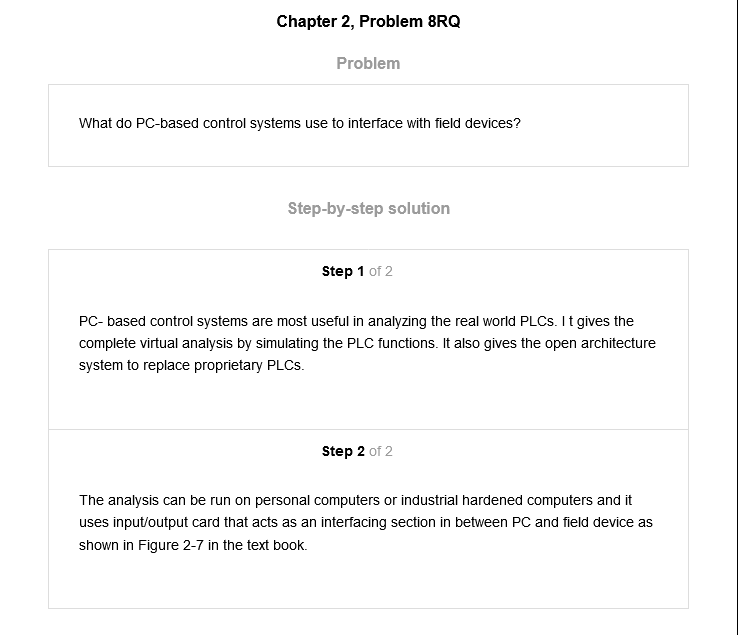 Chapter 2, Problem 8RQ
Problem
What do PC-based control systems use to interface with field devices?
Step-by-step solution
Step 1 of 2
PC- based control systems are most useful in analyzing the real world PLCs. I t gives the
complete virtual analysis by simulating the PLC functions. It also gives the open architecture
system to replace proprietary PLCs.
Step 2 of 2
The analysis can be run on personal computers or industrial hardened computers and it
uses input/output card that acts as an interfacing section in between PC and field device as
shown in Figure 2-7 in the text book.